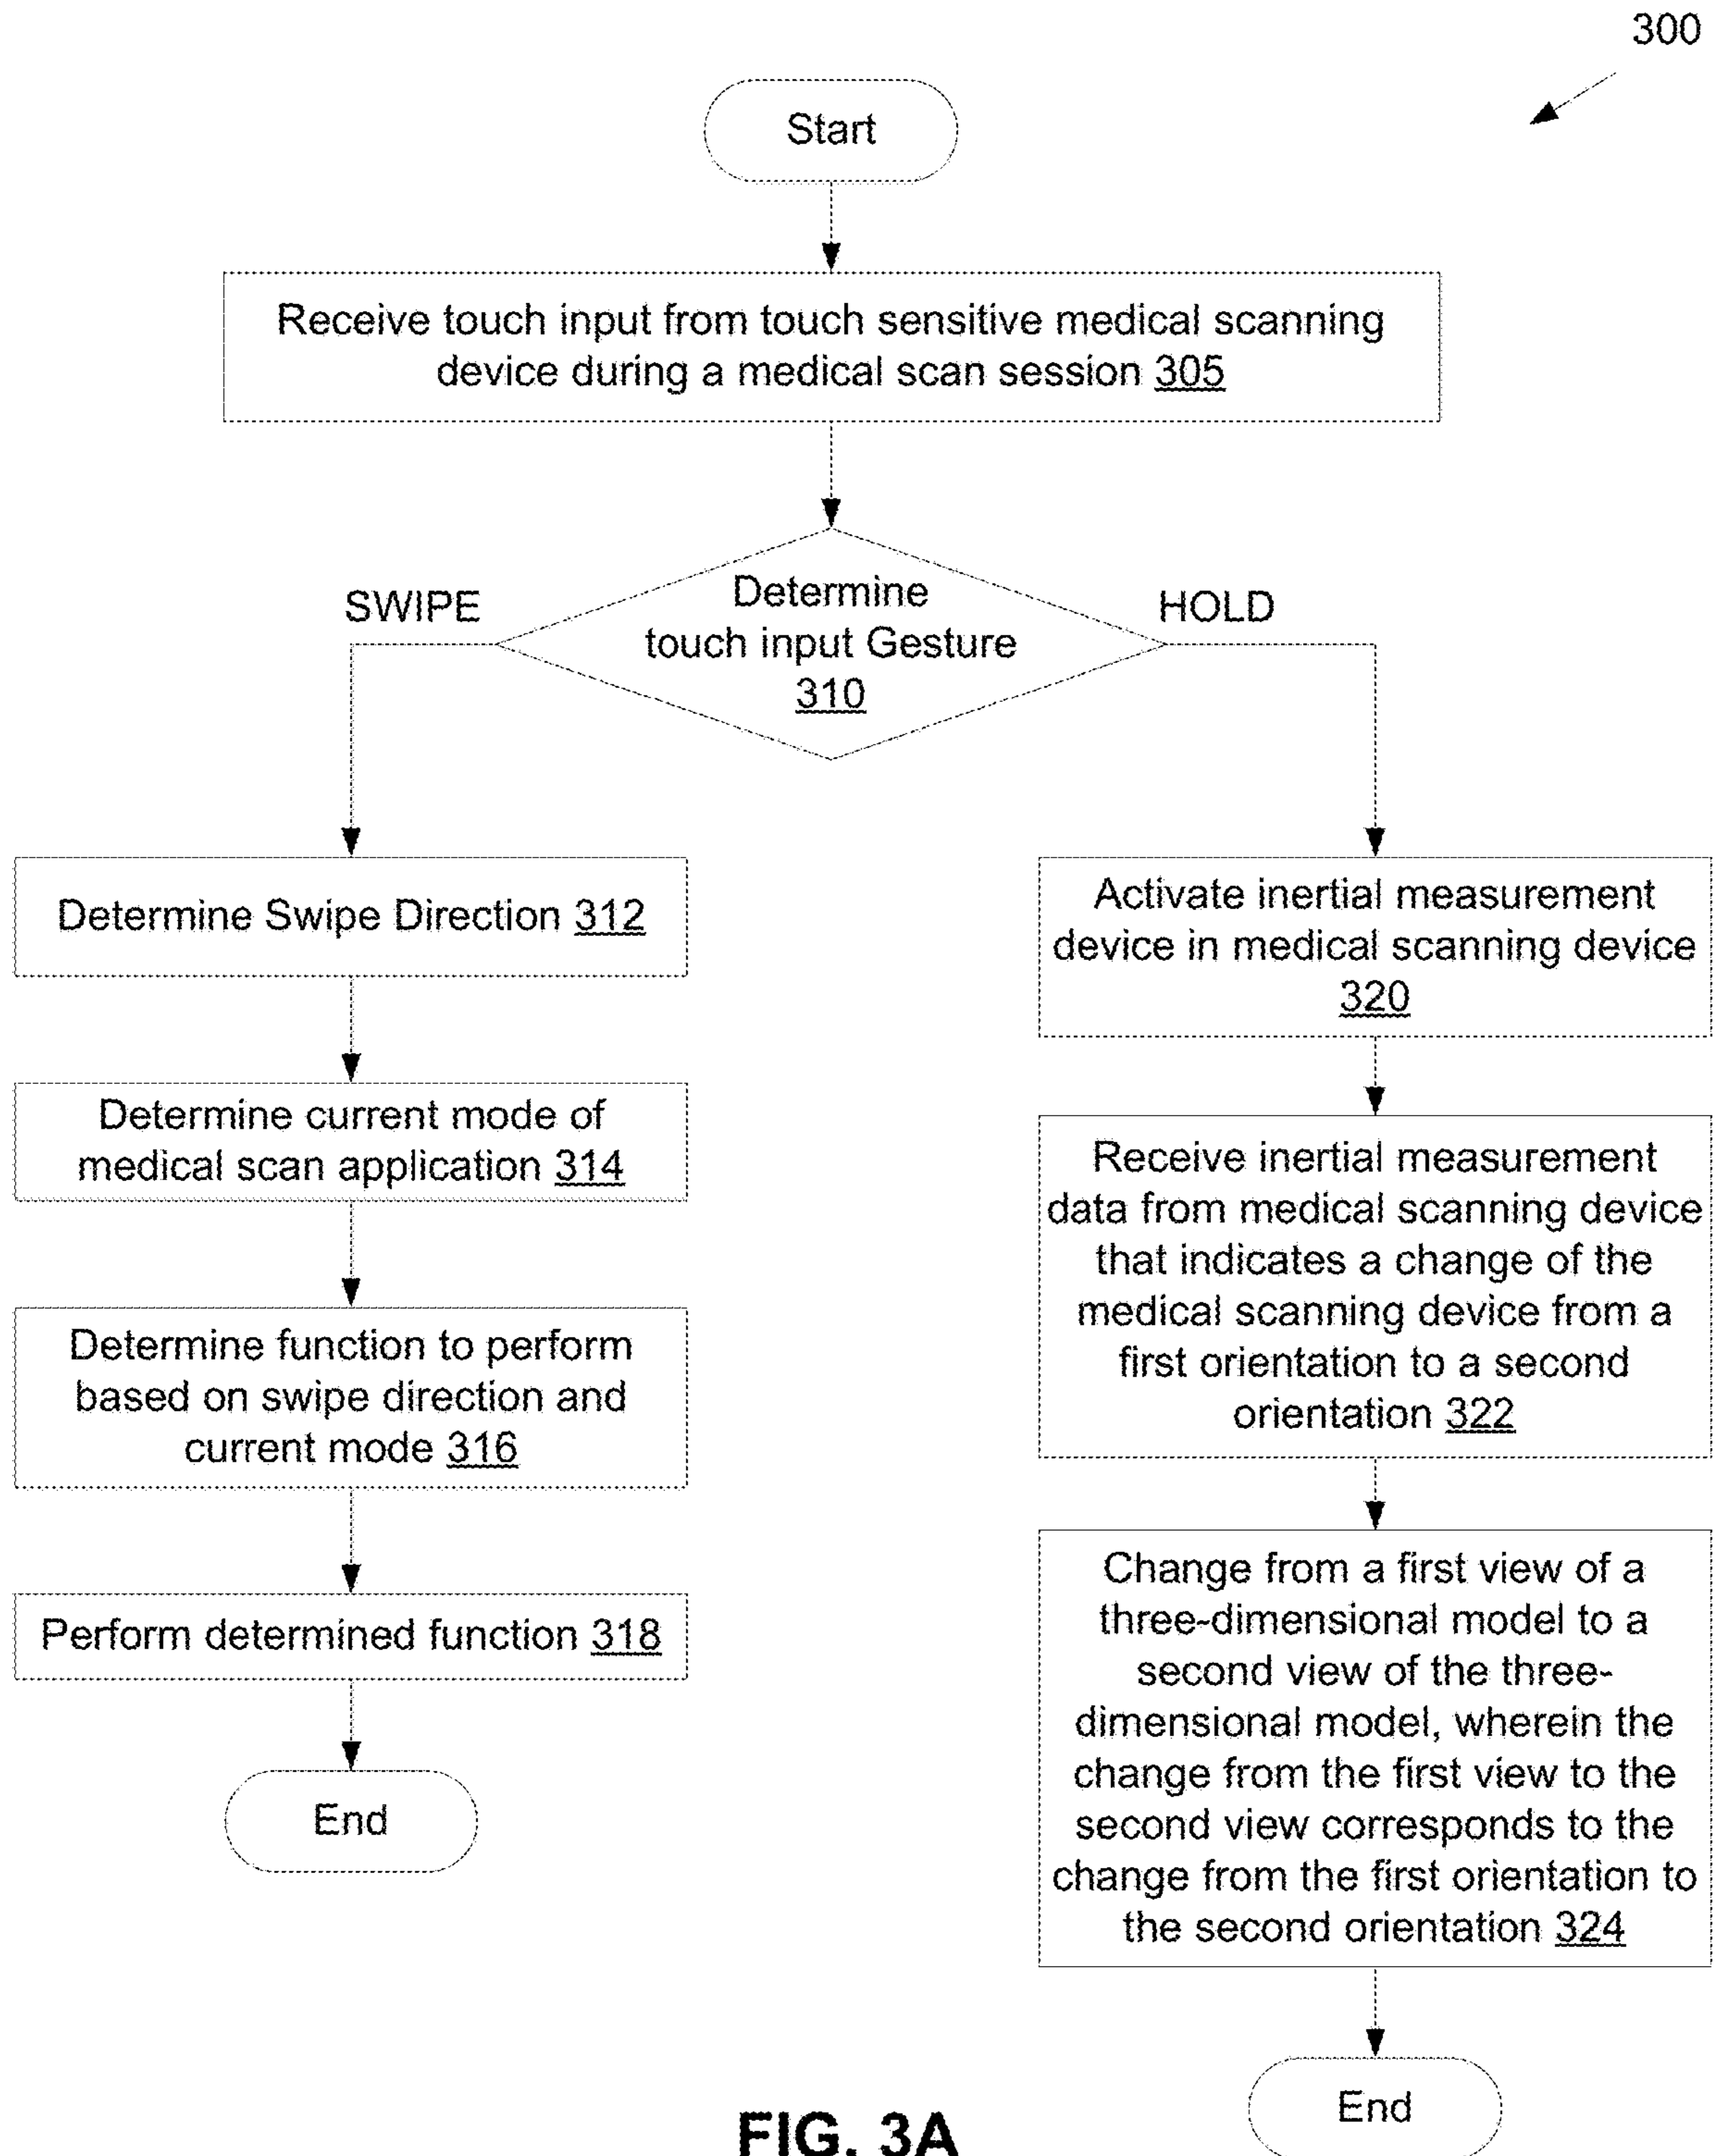 300
Start
Receive touch input from touch sensitive medical scanning
device during a medical scan session 305
SWIPE
Determine
touch input Gesture
310
HOLD
Determine Swipe Direction 312
Determine current mode of
medical scan application 314
Determine function to perform
based on swipe direction and
current mode 316
Perform determined function 318
End
Activate inertial measurement
device in medical scanning device
320
Receive inertial measurement
data from medical scanning device
that indicates a change of the
medical scanning device from a
first orientation to a second
orientation 322
Change from a first view of a
three-dimensional model to a
second view of the three-
dimensional model, wherein the
change from the first view to the
second view corresponds to the
change from the first orientation to
the second orientation 324
End
FIG. 3A